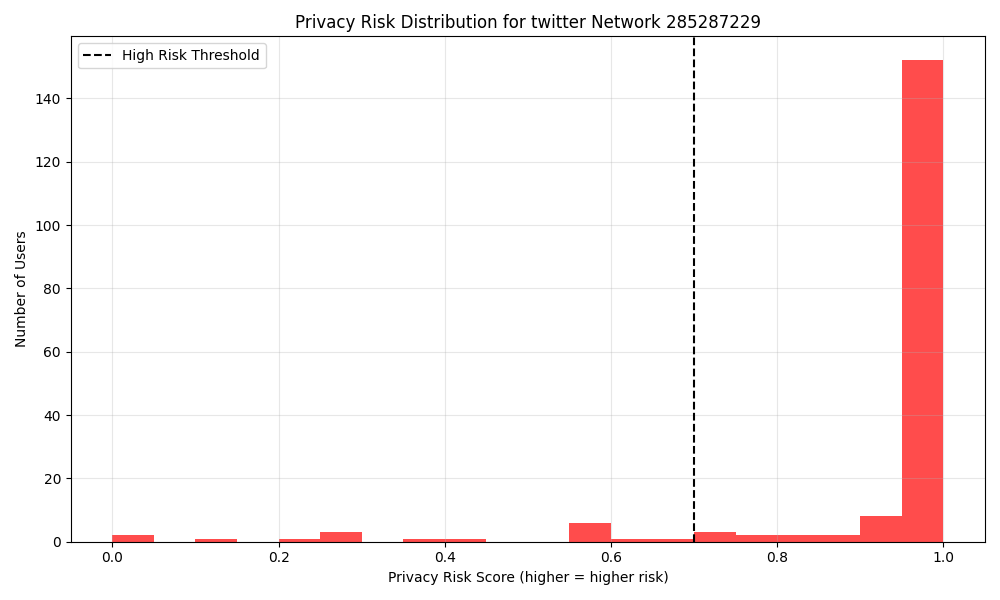 Privacy Risk Distribution for twitter Network 285287229
High Risk Threshold
Number of Users
140
120
100
80
60
40
20
0
0.0 0.2 0.4 0.6 0.8 1.0
Privacy Risk Score (higher = higher risk)